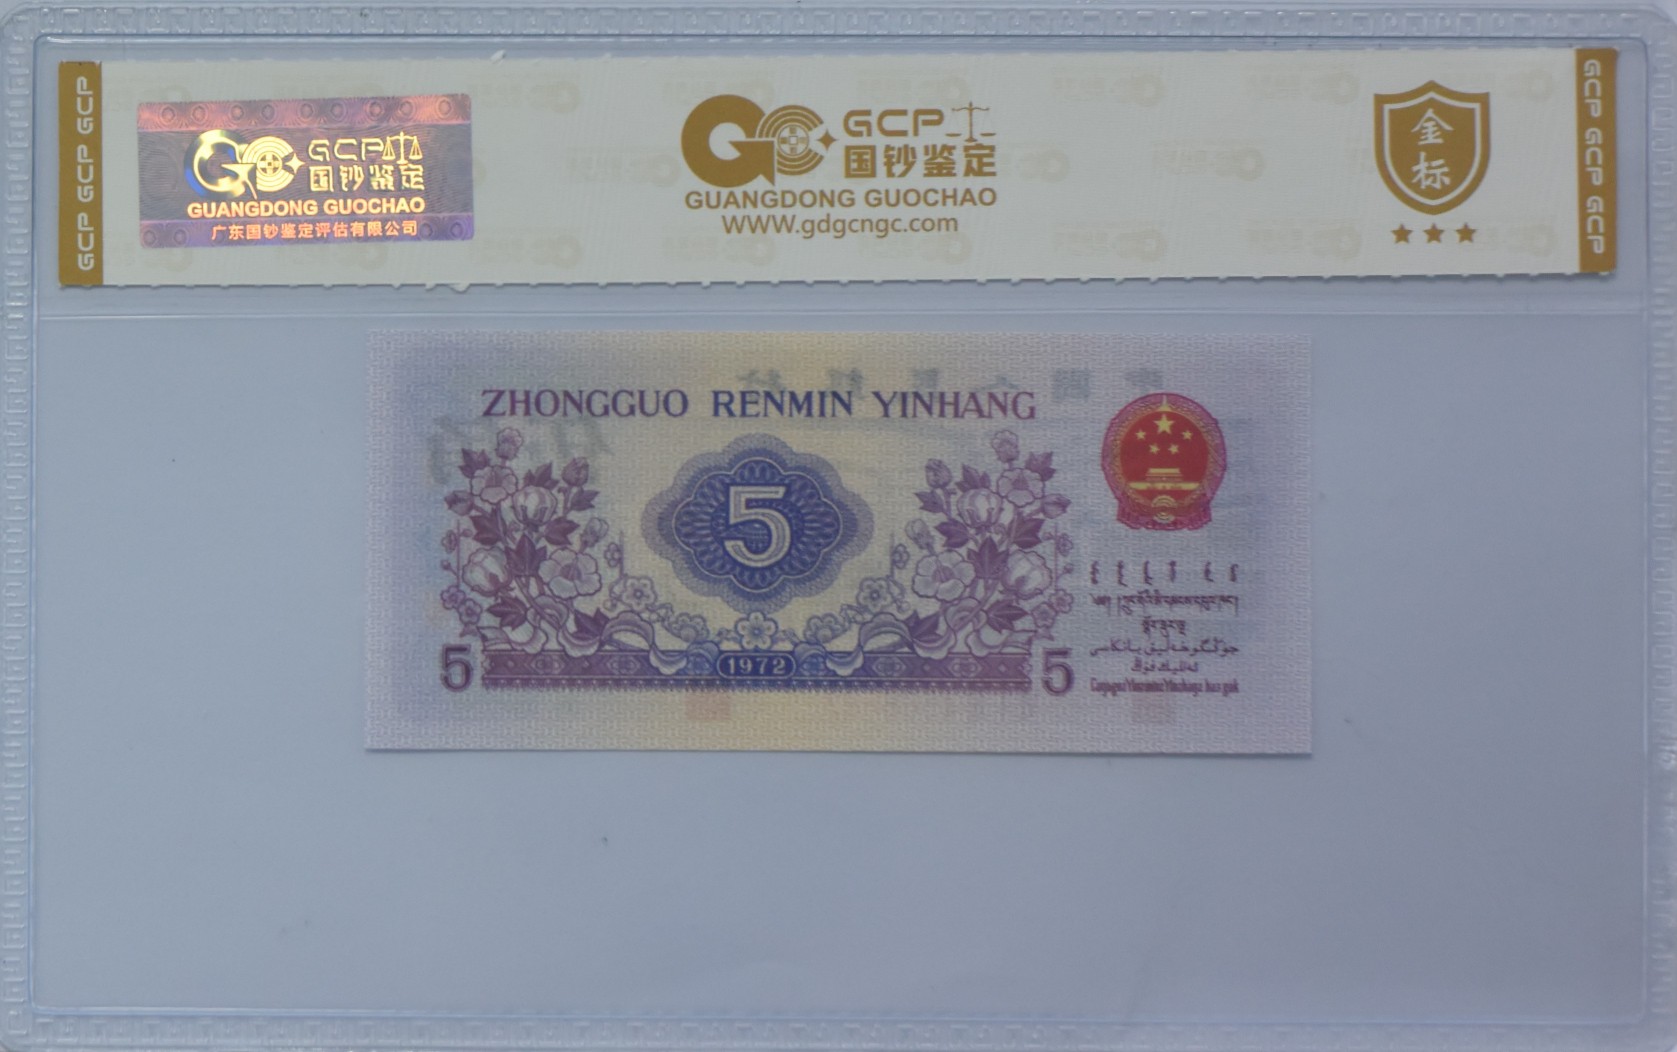 GCP GCP GCP
GCP
国钞鉴定
GUANGDONG GUOCHAO
广东国钞鉴定评估有限公司
GCP
国钞鉴定
GUANGDONG GUOCHAO
WWW.gdgcngc.com
金
标
GCP GCP GCP
ZHONGGUO RENMIN YINHANG
5
5
1972
5